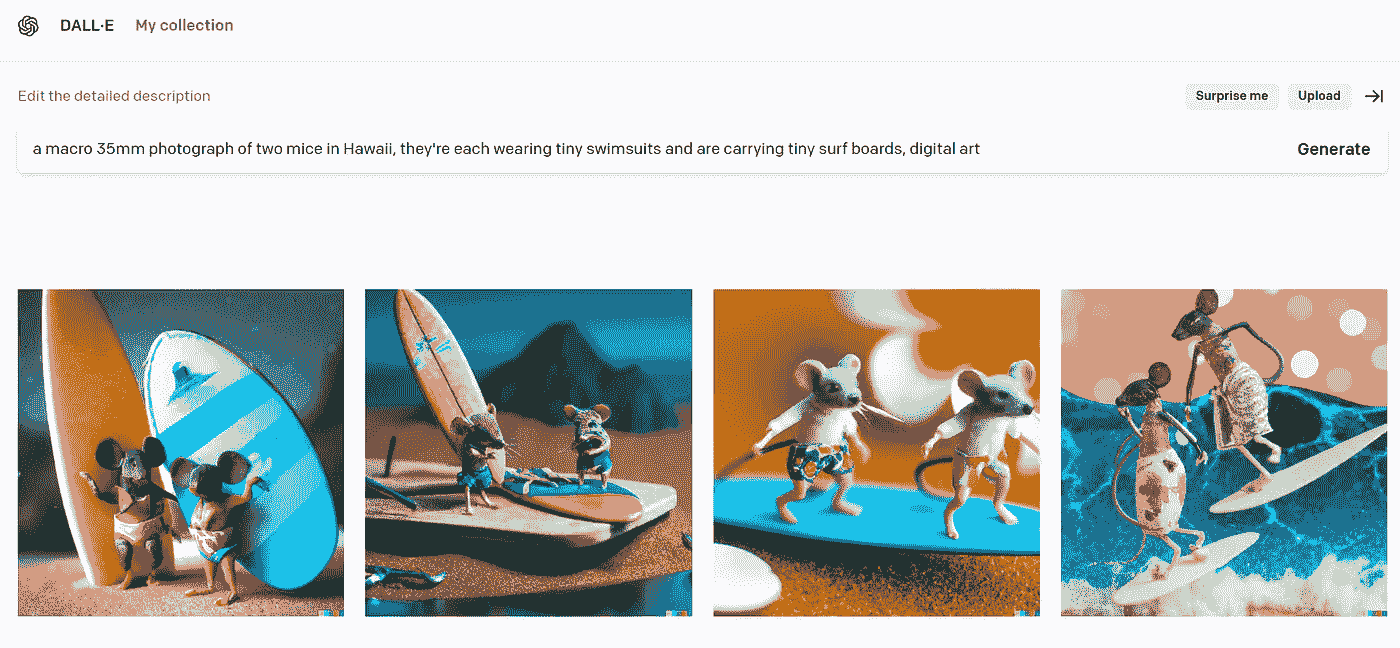 DALL·E My collection
Edit the detailed description
Surprise me Upload
a macro 35mm photograph of two mice in Hawaii, they're each wearing tiny swimsuits and are carrying tiny surf boards, digital art
Generate